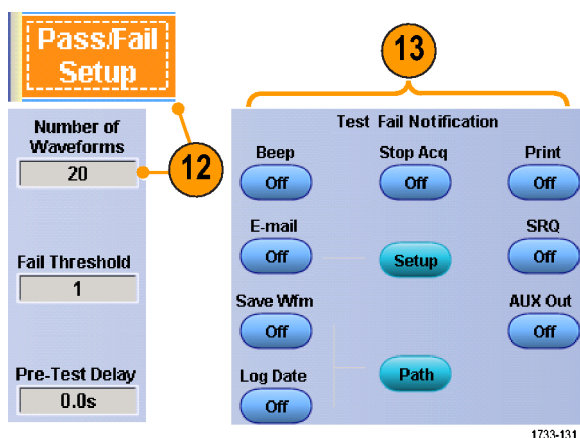 Pass/Fail
Setup
13
Number of
Waveforms
20
12
Fail Threshold
1
Pre-Test Delay
0.0s
Test Fail Notification
Beep
Stop Acq
Print
Off
Off
Off
E-mail
SRQ
Off
Setup
Off
Save Wfm
AUX Out
Off
Off
Log Date
Path
Off
1733-131